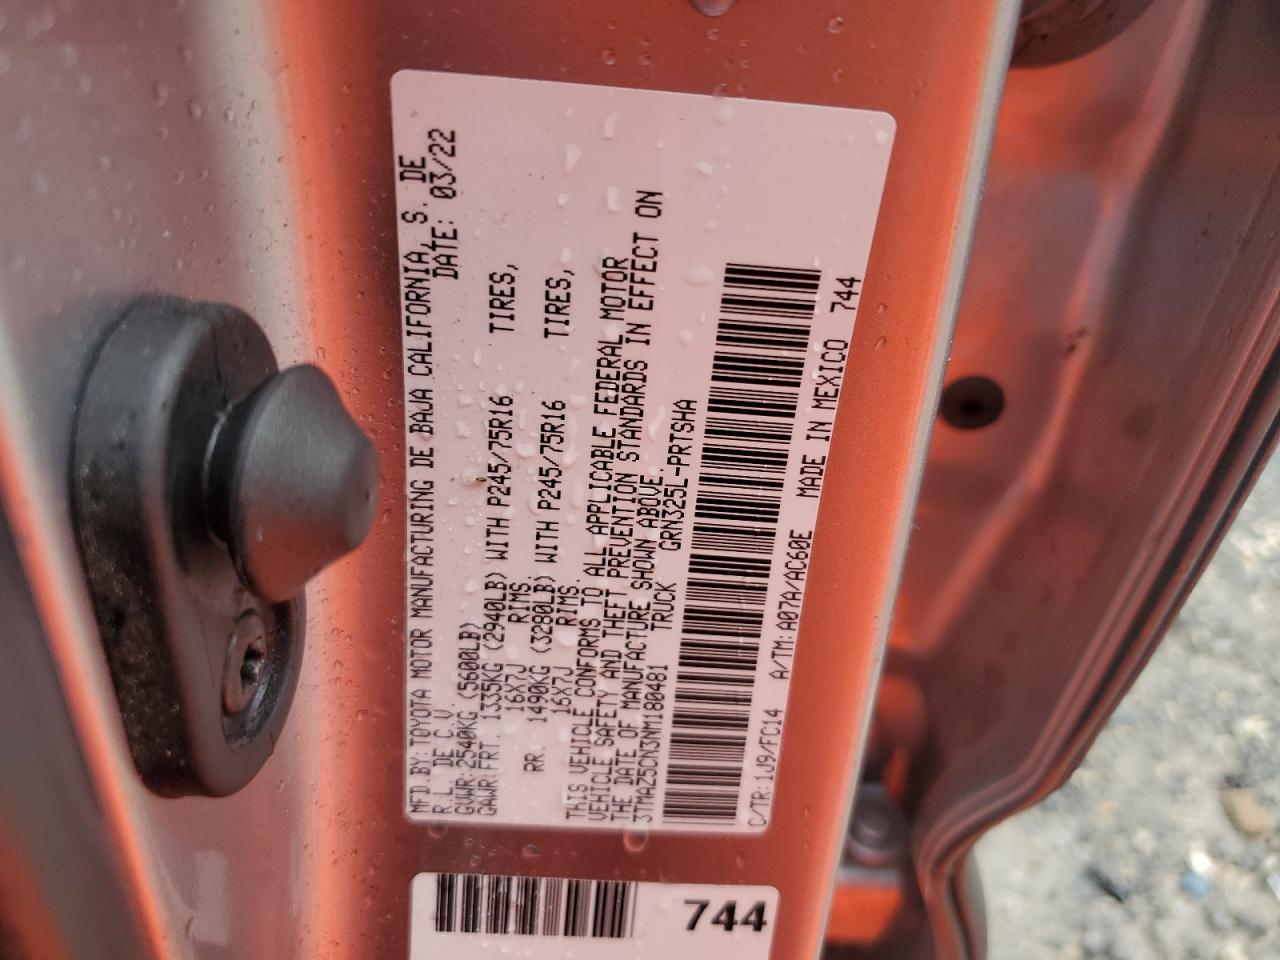 MFD.BY:TOYOTA MOTOR MANUFACTURING DE BAJA CALIFORNIA, S. DE
R.L. DE C.V. DATE: 03/22
GVWR:2540KG (5600LB)
GAWR:FRT. 1335KG (2940LB) WITH P245/75R16 TIRES,
16X7J RIMS.
RR. 1490KG (3280LB) WITH P245/75R16 TIRES,
16X7J RIMS.
THIS VEHICLE CONFORMS TO ALL APPLICABLE FEDERAL MOTOR
VEHICLE SAFETY AND THEFT PREVENTION STANDARDS IN EFFECT ON
THE DATE OF MANUFACTURE SHOWN ABOVE.
3TMAZ5CN3NM180481 TRUCK GRN325L-PRTSHA
C/TR:1J9/FC14 A/TM:A07A/AC60E MADE IN MEXICO 744
744